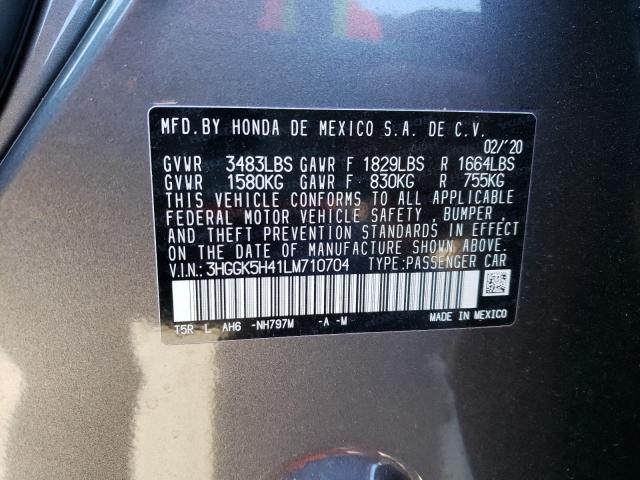 MFD.BY HONDA DE MEXICO S.A. DE C.V.
02/'20
GVWR 3483LBS GAWR F 1829LBS R 1664LBS
GVWR 1580KG GAWR F 830KG R 755KG
THIS VEHICLE CONFORMS TO ALL APPLICABLE
FEDERAL MOTOR VEHICLE SAFETY , BUMPER ,
AND THEFT PREVENTION STANDARDS IN EFFECT
ON THE DATE OF MANUFACTURE SHOWN ABOVE.
V.I.N.:3HGGK5H41LM710704 TYPE:PASSENGER CAR
T5R L AH6 -NH797M -A -M MADE IN MEXICO